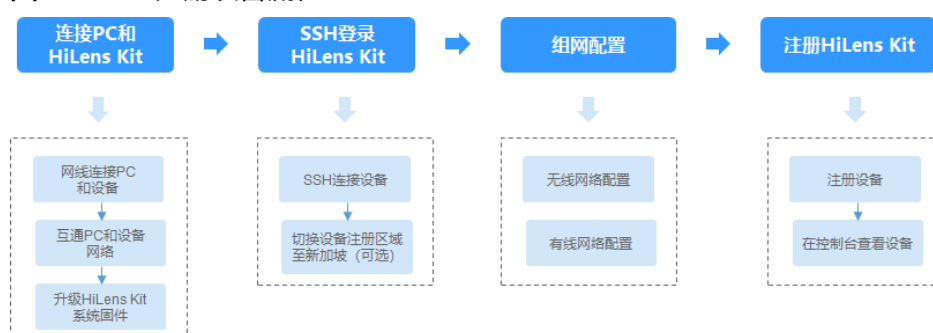 连接PC和
HiLens Kit
SSH登录
HiLens Kit
组网配置
注册HiLens Kit
网线连接PC
和设备
互通PC和设备
网络
升级HiLens Kit
系统固件
SSH连接设备
切换设备注册区域
至新加坡（可选）
无线网络配置
有线网络配置
注册设备
在控制台查看设备